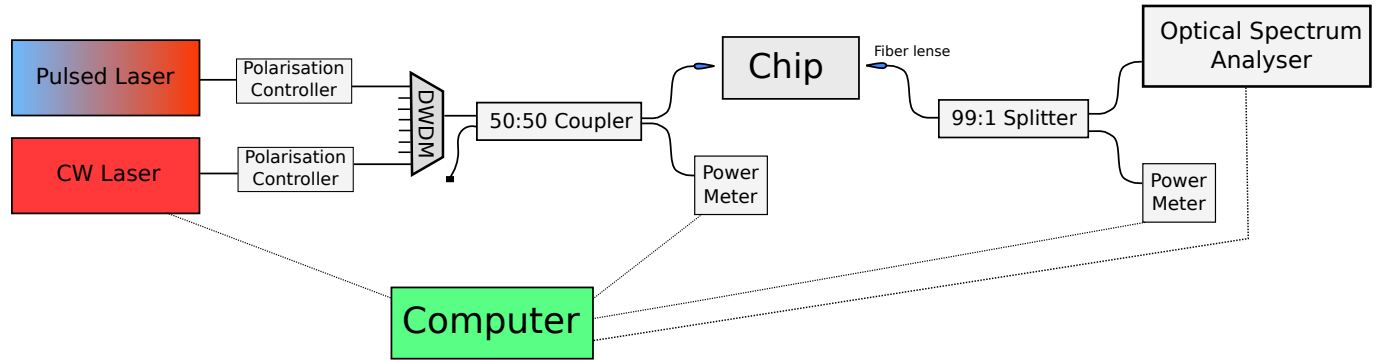 Pulsed Laser
Polarisation
Controller
CW Laser
Polarisation
Controller
DWDM
50:50 Coupler
Power
Meter
Chip
Fiber lense
99:1 Splitter
Optical Spectrum
Analyser
Power
Meter
Computer